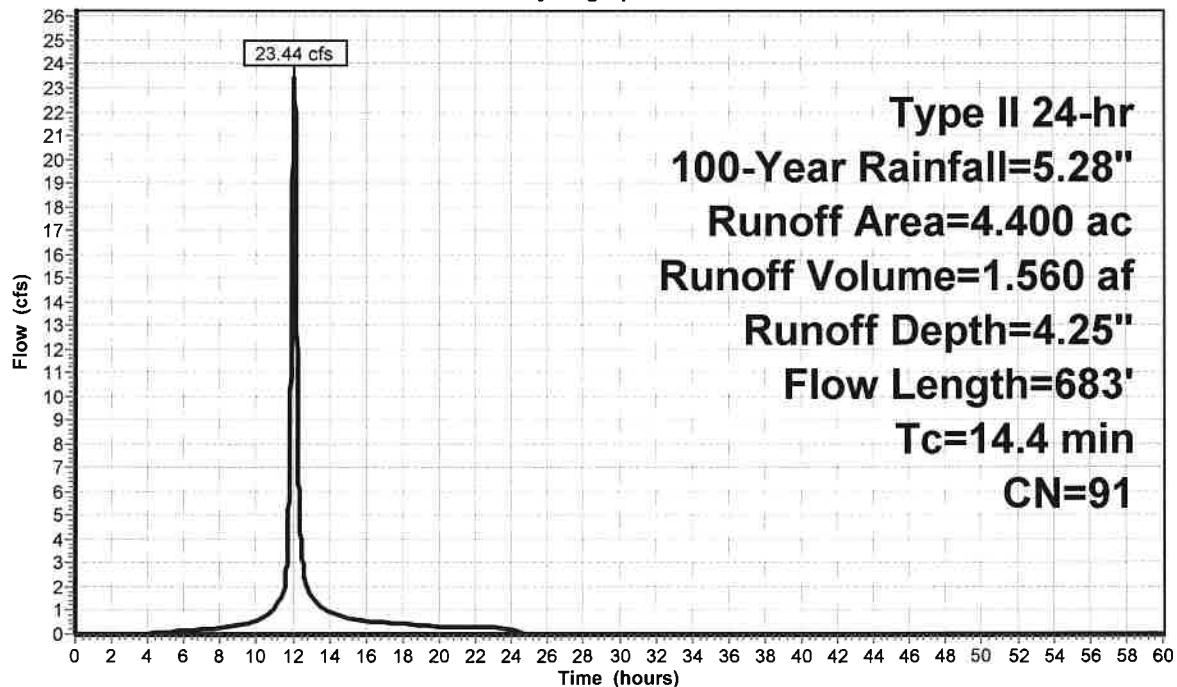 23.44 cfs
Type II 24-hr
100-Year Rainfall=5.28"
Runoff Area=4.400 ac
Runoff Volume=1.560 af
Runoff Depth=4.25"
Flow Length=683'
Tc=14.4 min
CN=91
Flow (cfs)
26
25
24
23
22
21
20
19
18
17
16
15
14
13
12
11
10
9
8
7
6
5
4
3
2
1
0
0 2 4 6 8 10 12 14 16 18 20 22 24 26 28 30 32 34 36 38 40 42 44 46 48 50 52 54 56 58 60
Time (hours)